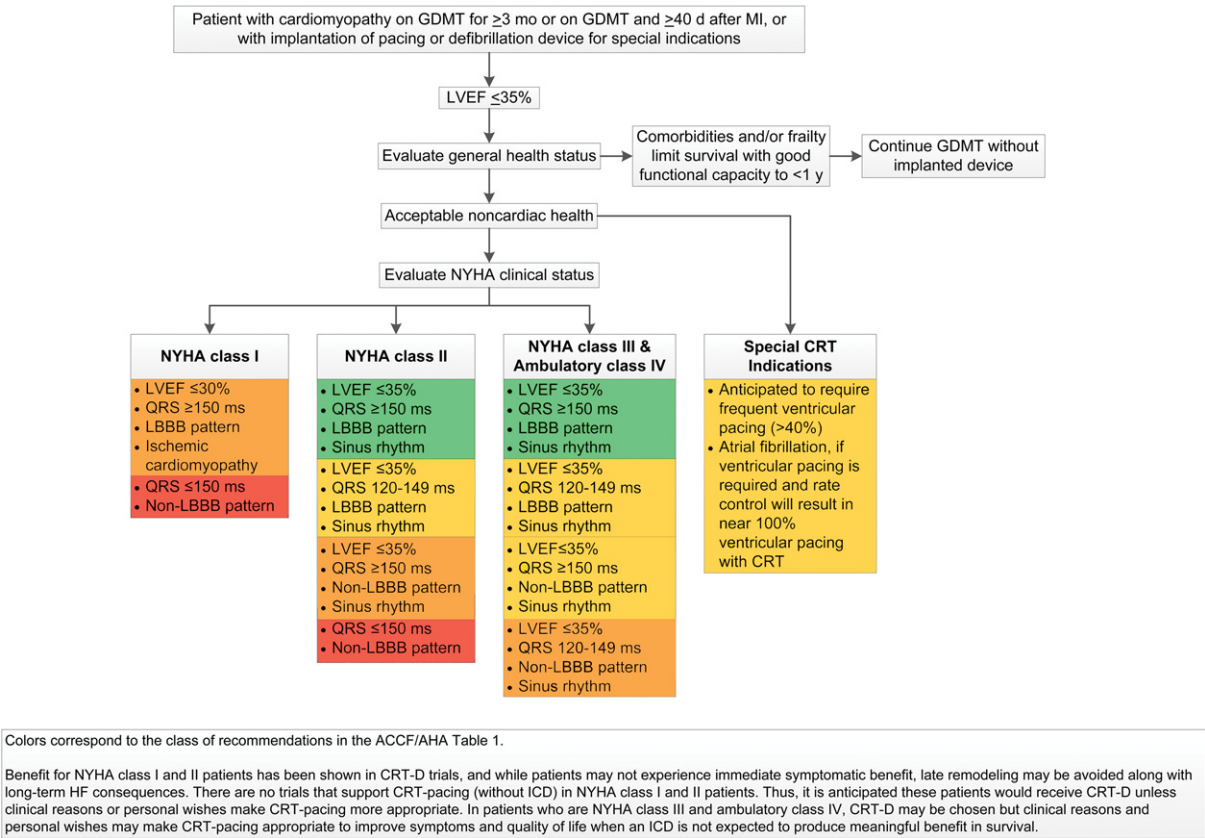 Patient with cardiomyopathy on GDMT for ≥3 mo or on GDMT and ≥40 d after MI, or
with implantation of pacing or defibrillation device for special indications
LVEF ≤35%
Evaluate general health status
Comorbidities and/or frailty
limit survival with good
functional capacity to <1 y
Continue GDMT without
implanted device
Acceptable noncardiac health
Evaluate NYHA clinical status
NYHA class I
• LVEF ≤30%
• QRS ≥150 ms
• LBBB pattern
• Ischemic
cardiomyopathy
• QRS ≤150 ms
• Non-LBBB pattern
NYHA class II
• LVEF ≤35%
• QRS ≥150 ms
• LBBB pattern
• Sinus rhythm
• LVEF ≤35%
• QRS 120-149 ms
• LBBB pattern
• Sinus rhythm
• LVEF ≤35%
• QRS ≥150 ms
• Non-LBBB pattern
• Sinus rhythm
• QRS ≤150 ms
• Non-LBBB pattern
NYHA class III &
Ambulatory class IV
• LVEF ≤35%
• QRS ≥150 ms
• LBBB pattern
• Sinus rhythm
• LVEF ≤35%
• QRS 120-149 ms
• LBBB pattern
• Sinus rhythm
• LVEF≤35%
• QRS ≥150 ms
• Non-LBBB pattern
• Sinus rhythm
• LVEF ≤35%
• QRS 120-149 ms
• Non-LBBB pattern
• Sinus rhythm
Special CRT
Indications
• Anticipated to require
frequent ventricular
pacing (>40%)
• Atrial fibrillation, if
ventricular pacing is
required and rate
control will result in
near 100%
ventricular pacing
with CRT
Colors correspond to the class of recommendations in the ACCF/AHA Table 1.
Benefit for NYHA class I and II patients has been shown in CRT-D trials, and while patients may not experience immediate symptomatic benefit, late remodeling may be avoided along with
long-term HF consequences. There are no trials that support CRT-pacing (without ICD) in NYHA class I and II patients. Thus, it is anticipated these patients would receive CRT-D unless
clinical reasons or personal wishes make CRT-pacing more appropriate. In patients who are NYHA class III and ambulatory class IV, CRT-D may be chosen but clinical reasons and
personal wishes may make CRT-pacing appropriate to improve symptoms and quality of life when an ICD is not expected to produce meaningful benefit in survival.